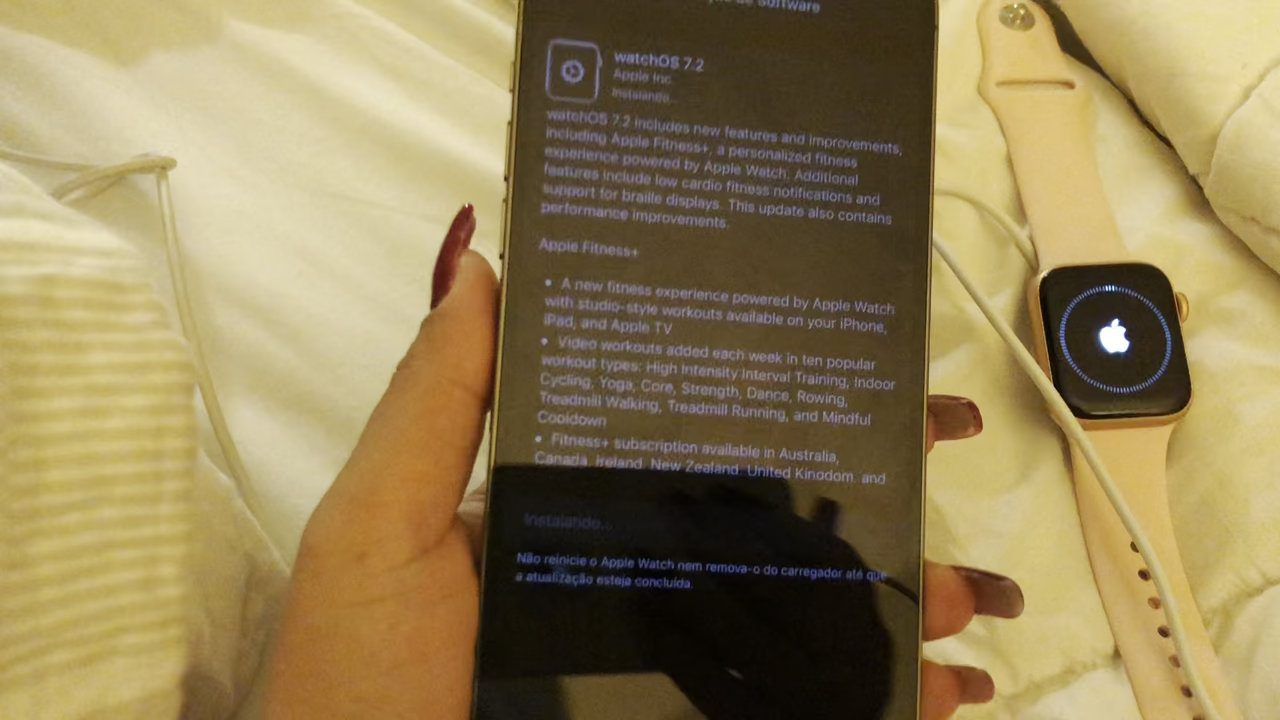 de Software
watchOS 7.2
Apple Inc.
Instalando...
watchOS 7.2 includes new features and improvements,
including Apple Fitness+, a personalized fitness
experience powered by Apple Watch. Additional
features include low cardio fitness notifications and
support for braille displays. This update also contains
performance improvements.
Apple Fitness+
• A new fitness experience powered by Apple Watch
with studio-style workouts available on your iPhone,
iPad, and Apple TV
• Video workouts added each week in ten popular
workout types: High Intensity Interval Training, Indoor
Cycling, Yoga, Core, Strength, Dance, Rowing,
Treadmill Walking, Treadmill Running, and Mindful
Cooldown
• Fitness+ subscription available in Australia,
Canada, Ireland, New Zealand, United Kingdom, and
Instalando...
Não reinicie o Apple Watch nem remova-o do carregador até que
a atualização esteja concluída.